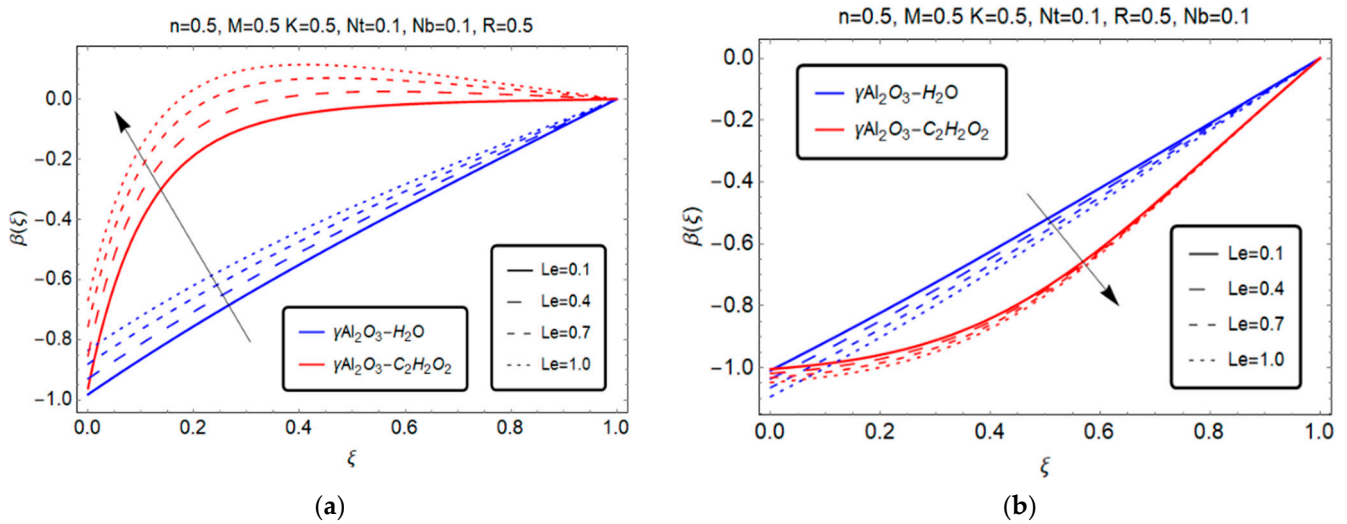 n=0.5, M=0.5 K=0.5, Nt=0.1, Nb=0.1, R=0.5
β(ξ)
0.0
−0.2
−0.4
−0.6
−0.8
−1.0
γAl₂O₃−H₂O
γAl₂O₃−C₂H₂O₂
Le=0.1
Le=0.4
Le=0.7
Le=1.0
0.0 0.2 0.4 0.6 0.8 1.0
ξ
(a)
n=0.5, M=0.5 K=0.5, Nt=0.1, R=0.5, Nb=0.1
β(ξ)
0.0
−0.2
−0.4
−0.6
−0.8
−1.0
γAl₂O₃−H₂O
γAl₂O₃−C₂H₂O₂
Le=0.1
Le=0.4
Le=0.7
Le=1.0
0.0 0.2 0.4 0.6 0.8 1.0
ξ
(b)